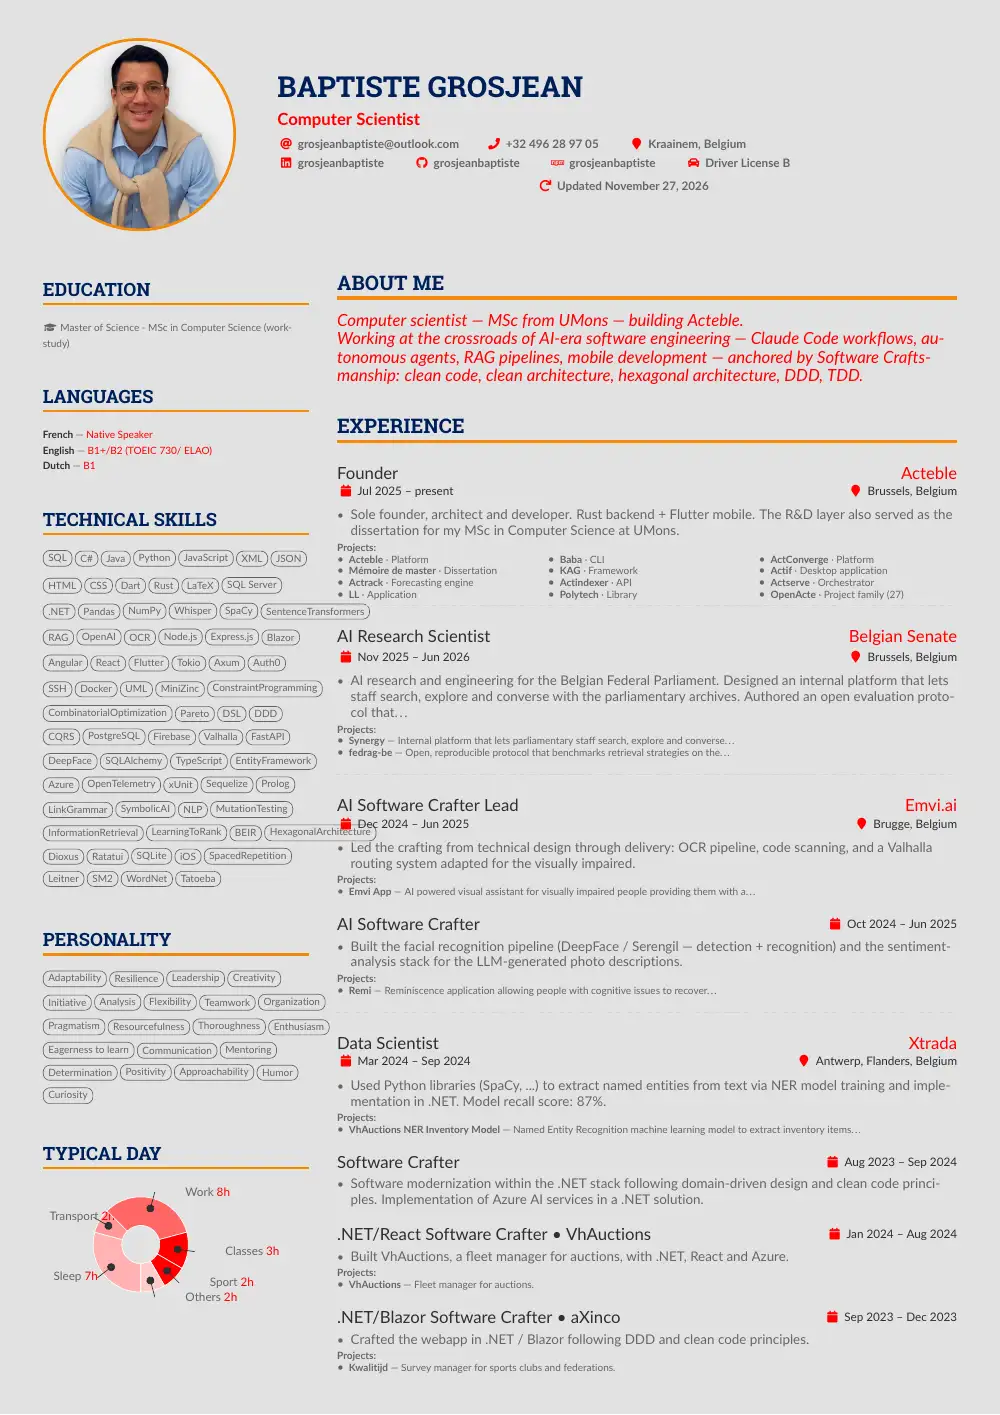 BAPTISTE GROSJEAN
Computer Scientist
grosjeanbaptiste@outlook.com +32 496 28 97 05 Kraainem, Belgium
grosjeanbaptiste grosjeanbaptiste grosjeanbaptiste Driver License B
Updated November 27, 2026
EDUCATION
Master of Science - MSc in Computer Science (work-
study)
LANGUAGES
French — Native Speaker
English — B1+/B2 (TOEIC 730/ ELAO)
Dutch — B1
TECHNICAL SKILLS
SQL C# Java Python JavaScript XML JSON
HTML CSS Dart Rust LaTeX SQL Server
.NET Pandas NumPy Whisper SpaCy SentenceTransformers
RAG OpenAI OCR Node.js Express.js Blazor
Angular React Flutter Tokio Axum Auth0
SSH Docker UML MiniZinc ConstraintProgramming
CombinatorialOptimization Pareto DSL DDD
CQRS PostgreSQL Firebase Valhalla FastAPI
DeepFace SQLAlchemy TypeScript EntityFramework
Azure OpenTelemetry xUnit Sequelize Prolog
LinkGrammar SymbolicAI NLP MutationTesting
InformationRetrieval LearningToRank BEIR HexagonalArchitecture
Dioxus Ratatui SQLite iOS SpacedRepetition
Leitner SM2 WordNet Tatoeba
PERSONALITY
Adaptability Resilience Leadership Creativity
Initiative Analysis Flexibility Teamwork Organization
Pragmatism Resourcefulness Thoroughness Enthusiasm
Eagerness to learn Communication Mentoring
Determination Positivity Approachability Humor
Curiosity
TYPICAL DAY
Work 8h
Transport 2h
Classes 3h
Sleep 7h
Sport 2h
Others 2h
ABOUT ME
Computer scientist — MSc from UMons — building Acteble.
Working at the crossroads of AI-era software engineering — Claude Code workflows, au-
tonomous agents, RAG pipelines, mobile development — anchored by Software Crafts-
manship: clean code, clean architecture, hexagonal architecture, DDD, TDD.
EXPERIENCE
Founder Acteble
Jul 2025 – present Brussels, Belgium
• Sole founder, architect and developer. Rust backend + Flutter mobile. The R&D layer also served as the
dissertation for my MSc in Computer Science at UMons.
Projects:
• Acteble · Platform • Baba · CLI • ActConverge · Platform
• Mémoire de master · Dissertation • KAG · Framework • Actif · Desktop application
• Actrack · Forecasting engine • Actindexer · API • Actserve · Orchestrator
• LL · Application • Polytech · Library • OpenActe · Project family (27)
AI Research Scientist Belgian Senate
Nov 2025 – Jun 2026 Brussels, Belgium
• AI research and engineering for the Belgian Federal Parliament. Designed an internal platform that lets
staff search, explore and converse with the parliamentary archives. Authored an open evaluation proto-
col that…
Projects:
• Synergy — Internal platform that lets parliamentary staff search, explore and converse…
• fedrag-be — Open, reproducible protocol that benchmarks retrieval strategies on the…
AI Software Crafter Lead Emvi.ai
Dec 2024 – Jun 2025 Brugge, Belgium
• Led the crafting from technical design through delivery: OCR pipeline, code scanning, and a Valhalla
routing system adapted for the visually impaired.
Projects:
• Emvi App — AI powered visual assistant for visually impaired people providing them with a…
AI Software Crafter Oct 2024 – Jun 2025
• Built the facial recognition pipeline (DeepFace / Serengil — detection + recognition) and the sentiment-
analysis stack for the LLM-generated photo descriptions.
Projects:
• Remi — Reminiscence application allowing people with cognitive issues to recover…
Data Scientist Xtrada
Mar 2024 – Sep 2024 Antwerp, Flanders, Belgium
• Used Python libraries (SpaCy, ...) to extract named entities from text via NER model training and imple-
mentation in .NET. Model recall score: 87%.
Projects:
• VhAuctions NER Inventory Model — Named Entity Recognition machine learning model to extract inventory items…
Software Crafter Aug 2023 – Sep 2024
• Software modernization within the .NET stack following domain-driven design and clean code princi-
ples. Implementation of Azure AI services in a .NET solution.
.NET/React Software Crafter • VhAuctions Jan 2024 – Aug 2024
• Built VhAuctions, a fleet manager for auctions, with .NET, React and Azure.
Projects:
• VhAuctions — Fleet manager for auctions.
.NET/Blazor Software Crafter • aXinco Sep 2023 – Dec 2023
• Crafted the webapp in .NET / Blazor following DDD and clean code principles.
Projects:
• Kwalitijd — Survey manager for sports clubs and federations.